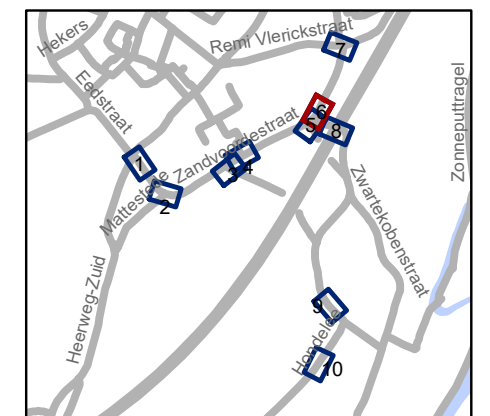 Hekers
Remi Vlerickstraat
7
Eedstraat
6
5
8
Zonneputtragel
Zandvoordestraat
1
3
4
2
Mattestede
Zwartekobenstraat
Heerweg-Zuid
9
Hondelee
10